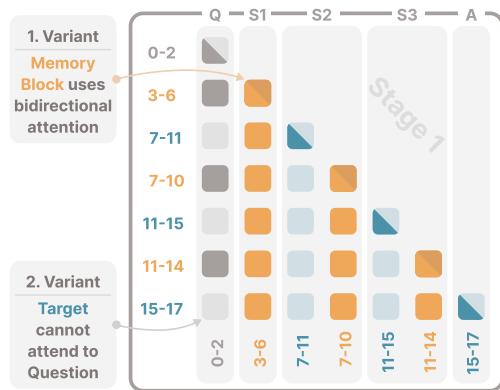 Q S1 S2 S3 A
1. Variant
Memory
Block uses
bidirectional
attention
0-2
3-6
7-11
7-10
11-15
11-14
15-17
Stage 1
2. Variant
Target
cannot
attend to
Question
0-2
3-6
7-11
7-10
11-15
11-14
15-17